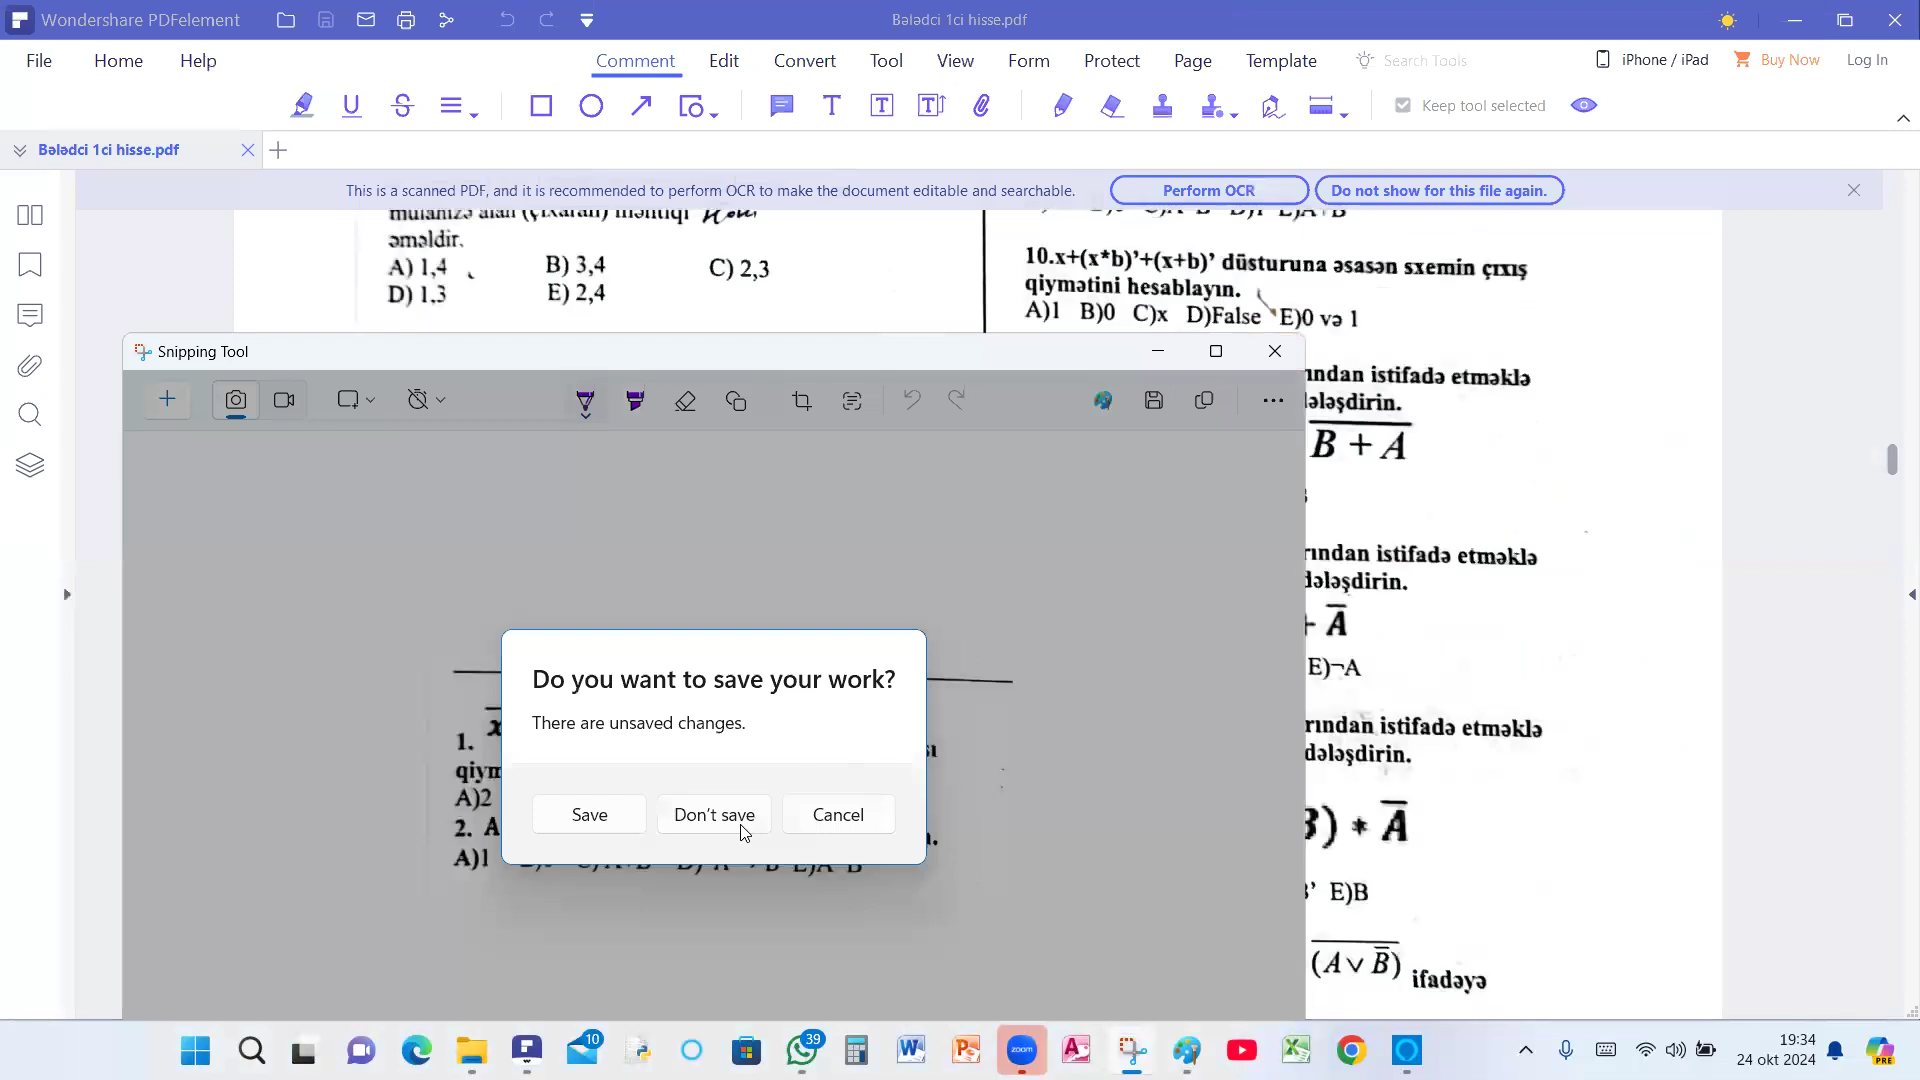 Wondershare PDFelement
Bələdci 1ci hisse.pdf
File Home Help Comment Edit Convert Tool View Form Protect Page Template Search Tools iPhone / iPad Buy Now Log In
Keep tool selected
Bələdci 1ci hisse.pdf
This is a scanned PDF, and it is recommended to perform OCR to make the document editable and searchable. Perform OCR Do not show for this file again.
əməldir.
A) 1,4 B) 3,4 C) 2,3
D) 1,3 E) 2,4
10.x+(x*b)’+(x+b)’ düsturuna əsasən sxemin çıxış
qiymətini hesablayın.
A)1 B)0 C)x D)False E)0 və 1
Snipping Tool
ından istifadə etməklə
ələşdirin.
B + A
rından istifadə etməklə
dələşdirin.
+ A̅
E)¬A
rından istifadə etməklə
dələşdirin.
B) * A̅
B’ E)B
(A∨B̅) ifadəyə
Do you want to save your work?
There are unsaved changes.
Save Don’t save Cancel
1.
qiym
A)2
2. A
A)1
10
39
zoom
19:34
24 okt 2024
PRE